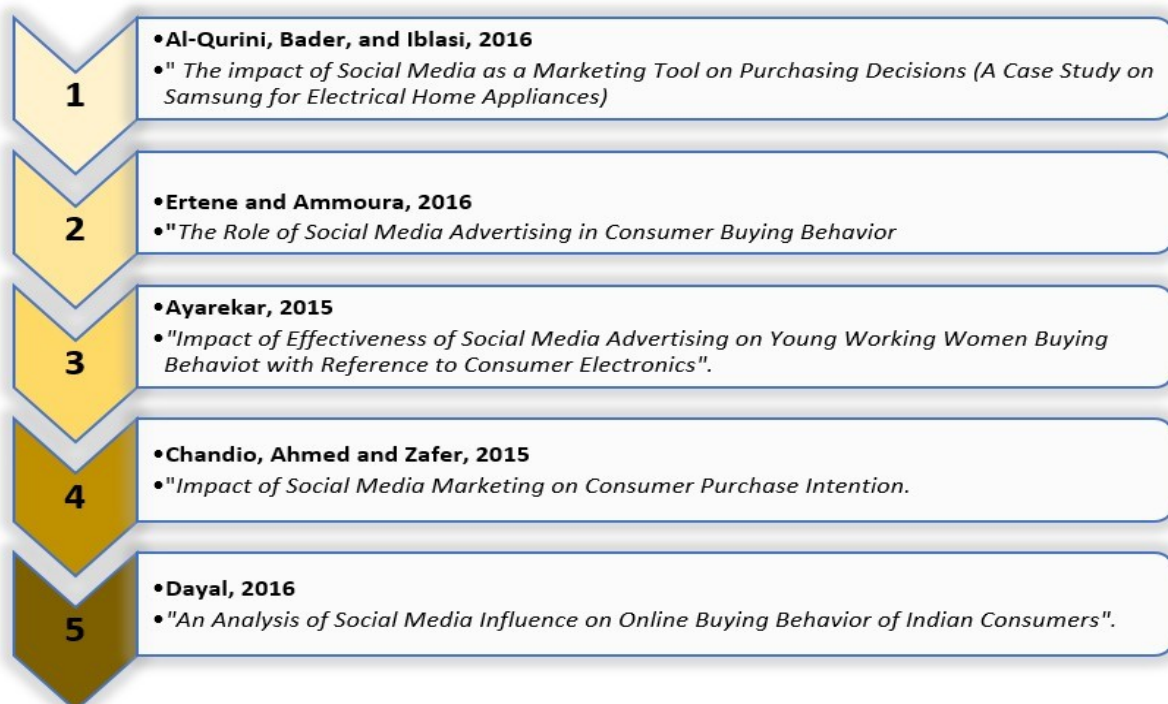 1
•Al-Qurini, Bader, and Iblasi, 2016
•" The impact of Social Media as a Marketing Tool on Purchasing Decisions (A Case Study on
Samsung for Electrical Home Appliances)
2
•Ertene and Ammoura, 2016
•"The Role of Social Media Advertising in Consumer Buying Behavior
3
•Ayarekar, 2015
•"Impact of Effectiveness of Social Media Advertising on Young Working Women Buying
Behaviot with Reference to Consumer Electronics".
4
•Chandio, Ahmed and Zafer, 2015
•"Impact of Social Media Marketing on Consumer Purchase Intention.
5
•Dayal, 2016
•"An Analysis of Social Media Influence on Online Buying Behavior of Indian Consumers".